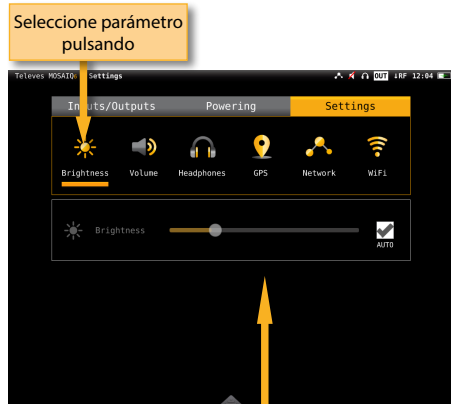 Seleccione parámetro
pulsando
Televes MOSAIQ6 Settings OUT ↓RF 12:04
Inputs/Outputs Powering Settings
Brightness Volume Headphones GPS Network WiFi
Brightness
AUTO